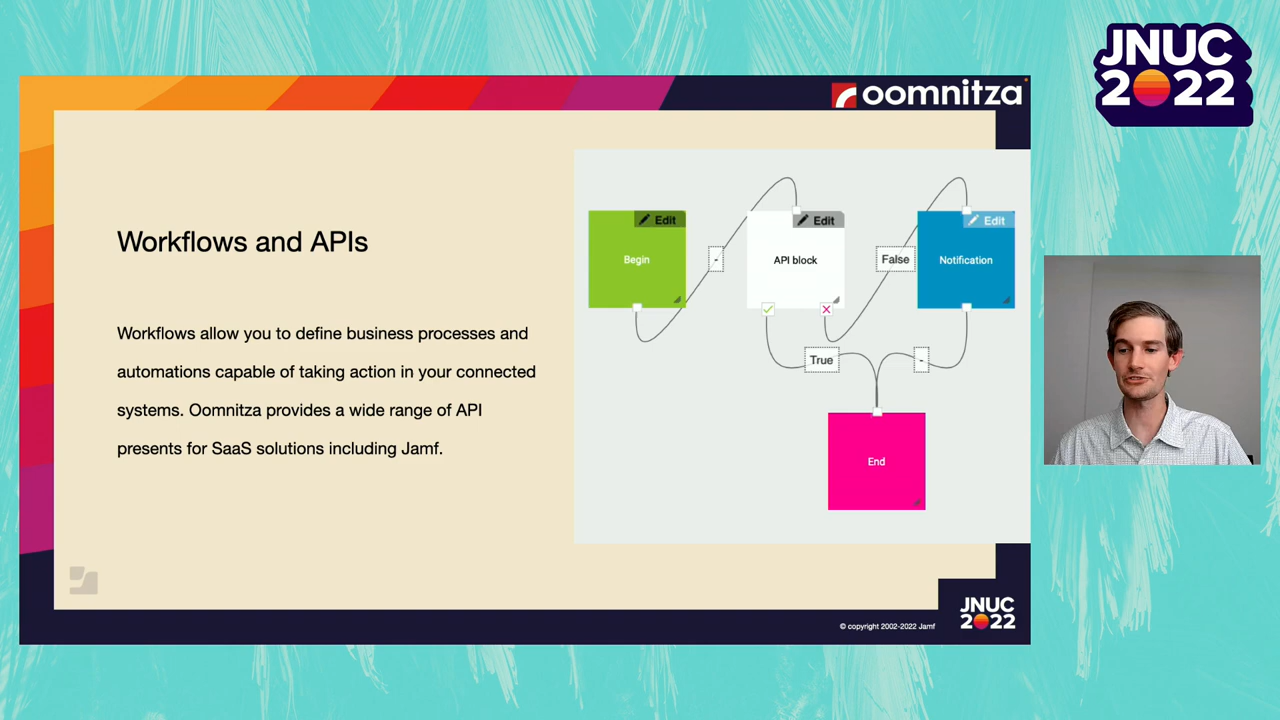 JNUC
2022
oomnitza
Workflows and APIs
Workflows allow you to define business processes and
automations capable of taking action in your connected
systems. Oomnitza provides a wide range of API
presents for SaaS solutions including Jamf.
Edit
Edit
Edit
Begin
-
API block
False
Notification
True
-
End
© copyright 2002-2022 Jamf
JNUC
2022